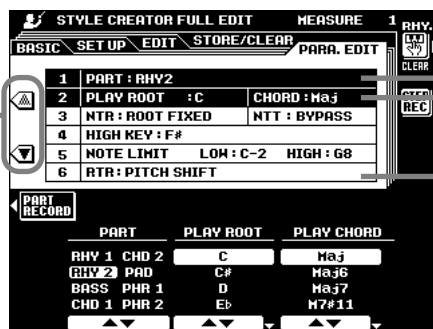 STYLE CREATOR FULL EDIT MEASURE 1 RHY.
BASIC SET UP EDIT STORE/CLEAR PARA. EDIT
CLEAR
1 PART : RHY2
2 PLAY ROOT :C CHORD : Maj
STEP REC
3 NTR : ROOT FIXED NTT : BYPASS
4 HIGH KEY : F#
5 NOTE LIMIT LOW : C-2 HIGH : G8
6 RTR : PITCH SHIFT
PART
RECORD
PART PLAY ROOT PLAY CHORD
RHY 1 CHD 2 C Maj
RHY 2 PAD C# Maj6
BASS PHR 1 D Maj7
CHD 1 PHR 2 E♭ M7#11